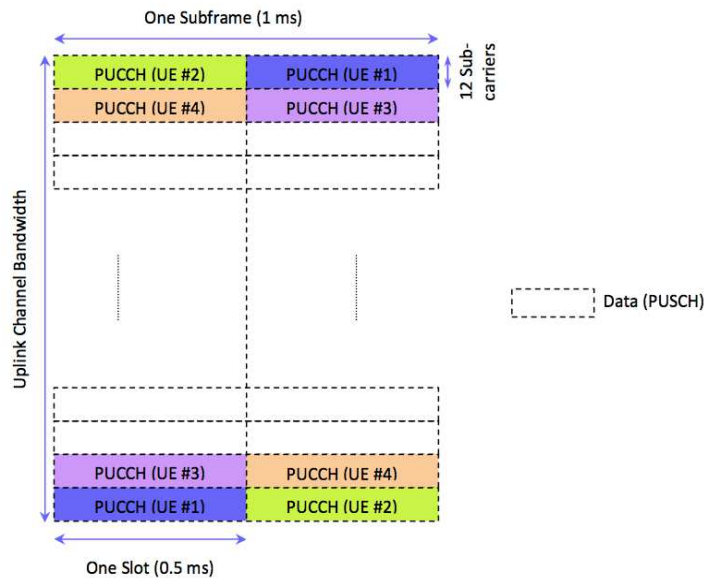 One Subframe (1 ms)
PUCCH (UE #2) PUCCH (UE #1)
12 Sub-
carriers
PUCCH (UE #4) PUCCH (UE #3)
Uplink Channel Bandwidth
Data (PUSCH)
PUCCH (UE #3) PUCCH (UE #4)
PUCCH (UE #1) PUCCH (UE #2)
One Slot (0.5 ms)